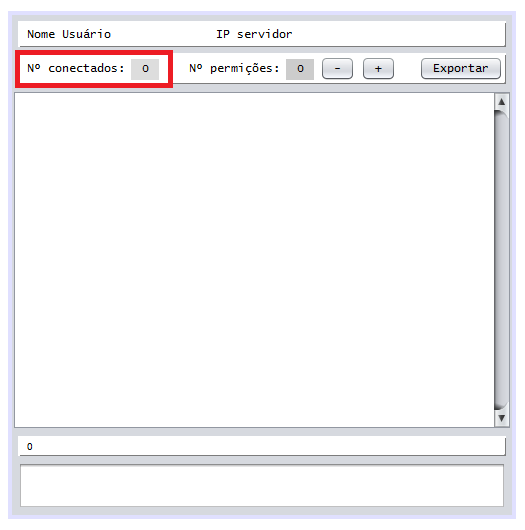 Nome Usuário IP servidor
Nº conectados: 0 Nº permições: 0 - + Exportar
0